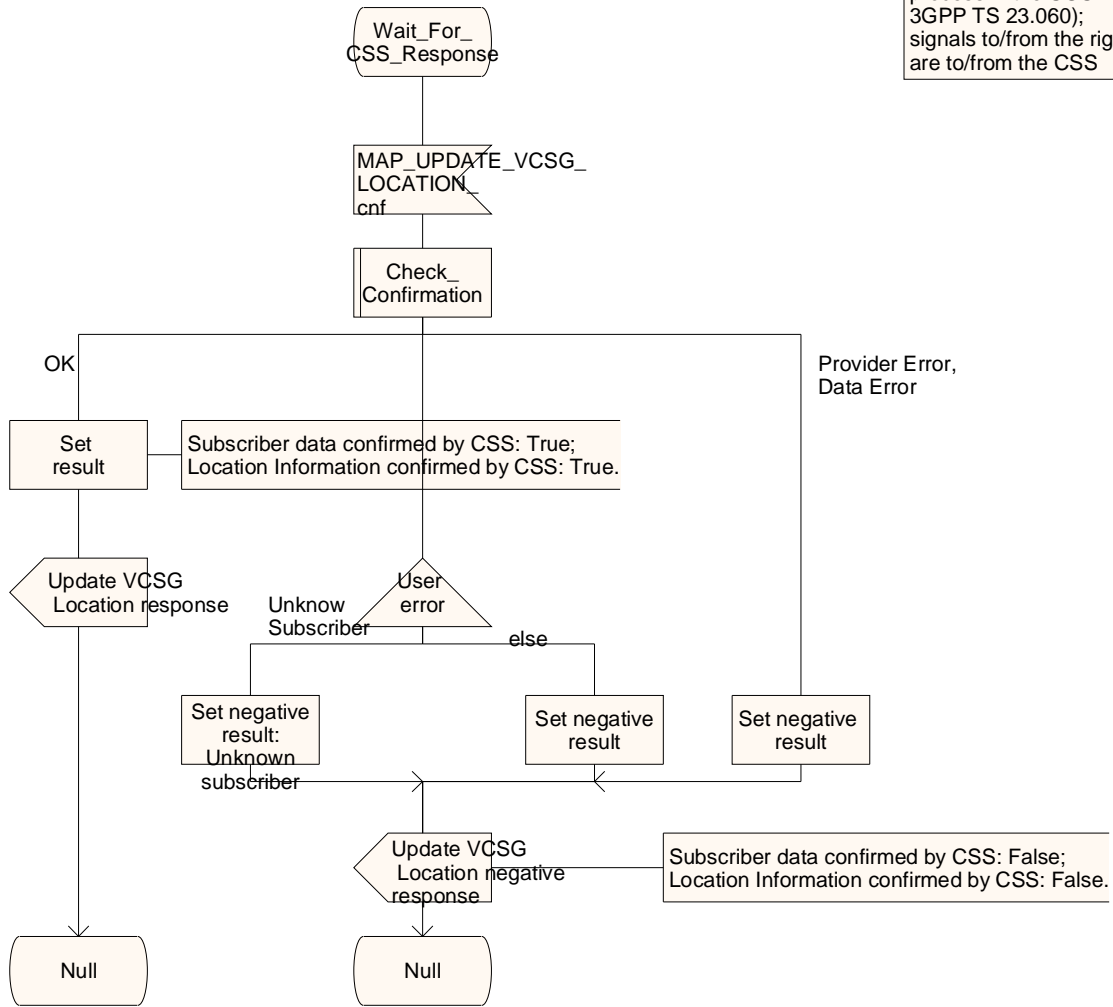 3GPP TS 23.060);
signals to/from the rig
are to/from the CSS
Wait_For_
CSS_Response
MAP_UPDATE_VCSG_
LOCATION_
cnf
Check_
Confirmation
OK
Provider Error,
Data Error
Set
result
Subscriber data confirmed by CSS: True;
Location Information confirmed by CSS: True.
Update VCSG
Location response
User
error
Unknow
Subscriber
else
Set negative
result:
Unknown
subscriber
Set negative
result
Set negative
result
Update VCSG
Location negative
response
Subscriber data confirmed by CSS: False;
Location Information confirmed by CSS: False.
Null
Null